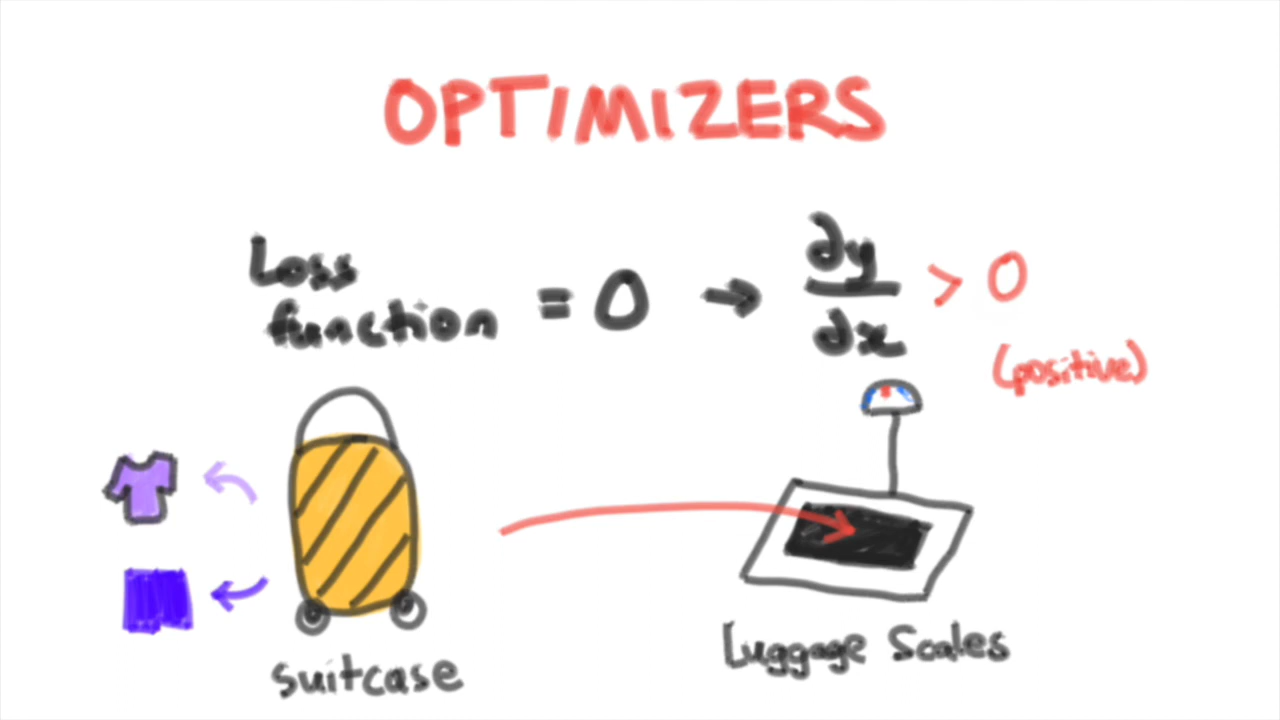 OPTIMIZERS
Loss function = 0 → ∂y/∂x > 0
(positive)
suitcase
Luggage Scales